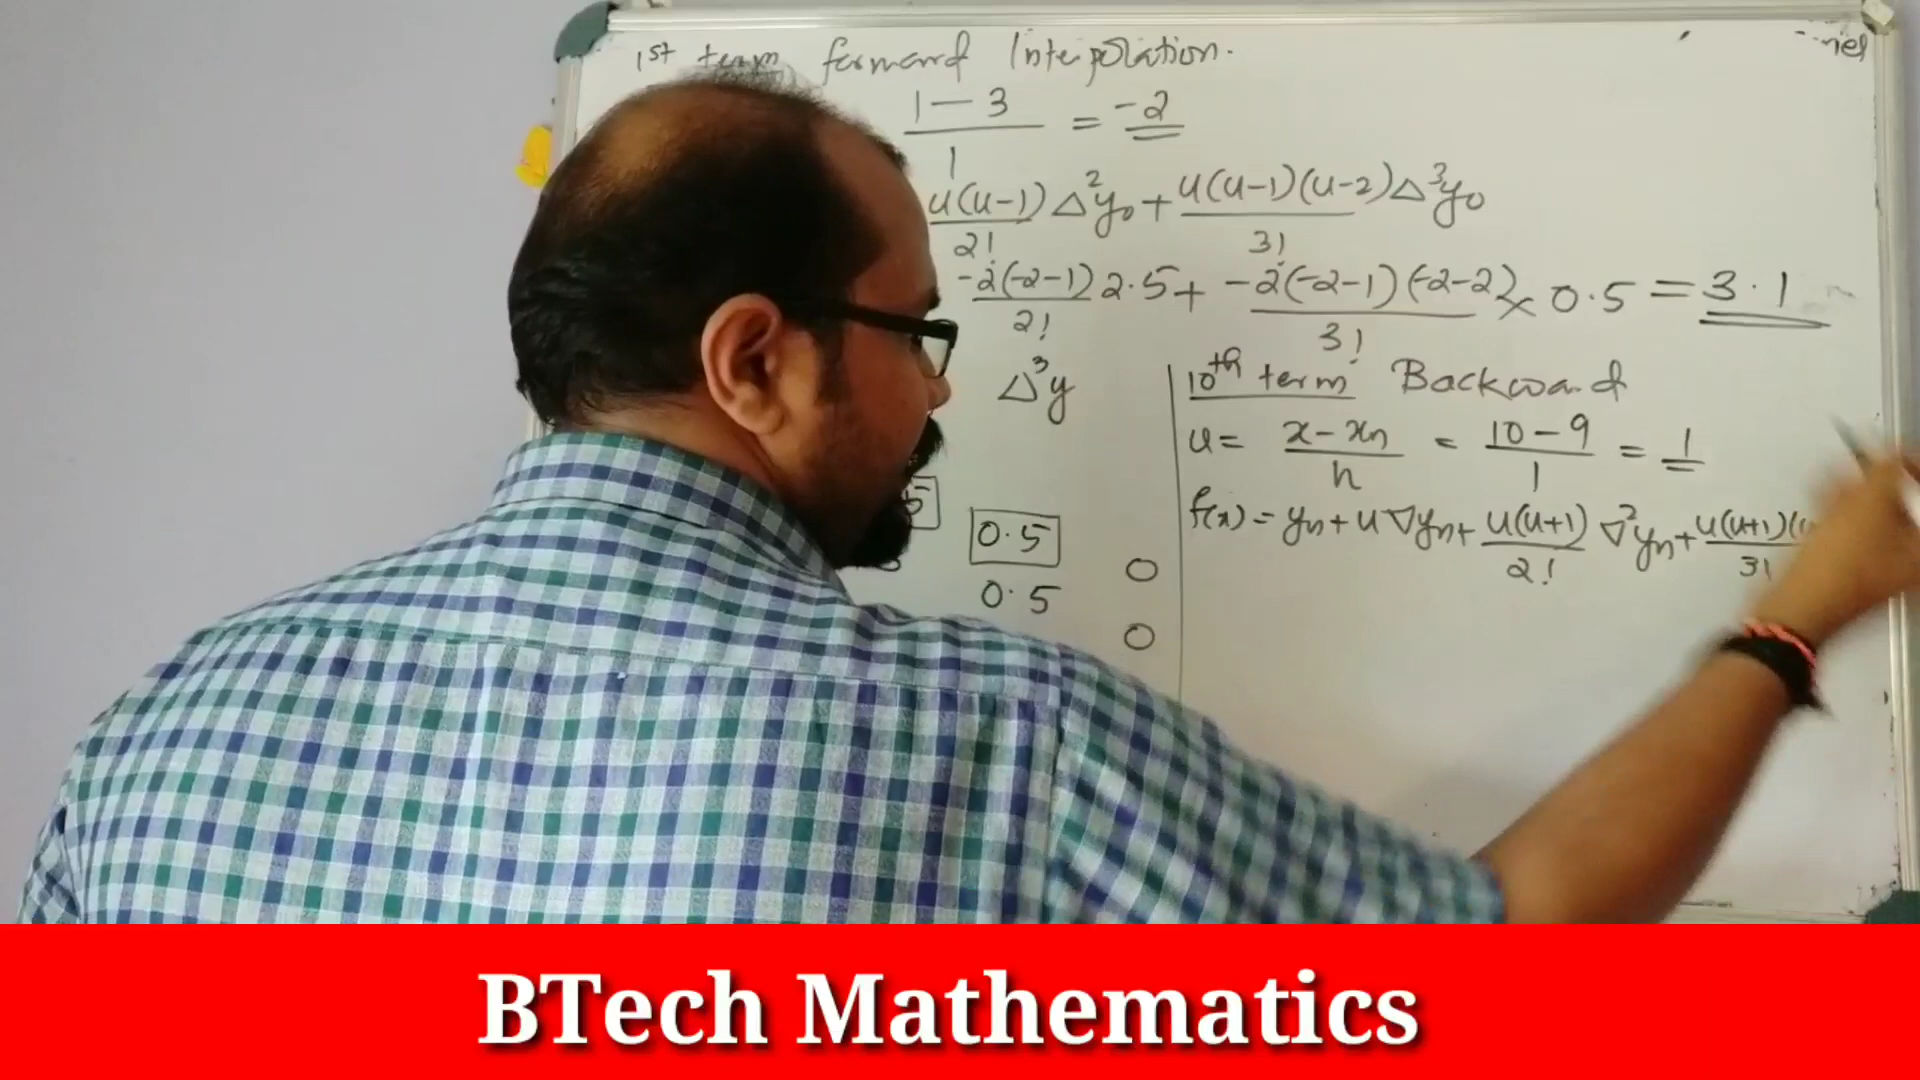 1st term forward Interpolation.
1 - 3 / 1 = -2
u(u-1) / 2! Δ²y₀ + u(u-1)(u-2) / 3! Δ³y₀
-2(-2-1) / 2! 2.5 + -2(-2-1)(-2-2) / 3! × 0.5 = 3.1
Δ³y
0.5
0.5 0
0
10th term Backward
u = x - xn / h = 10 - 9 / 1 = 1
f(x) = yn + u∇yn + u(u+1) / 2! ∇²yn + u(u+1)( / 3!
BTech Mathematics